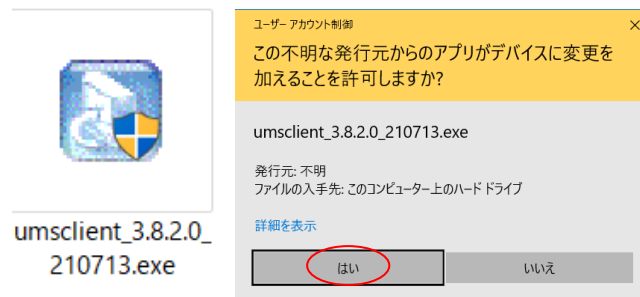 umsclient_3.8.2.0_
210713.exe
ユーザー アカウント制御
この不明な発行元からのアプリがデバイスに変更を
加えることを許可しますか?
umsclient_3.8.2.0_210713.exe
発行元: 不明
ファイルの入手先: このコンピューター上のハード ドライブ
詳細を表示
はい
いいえ